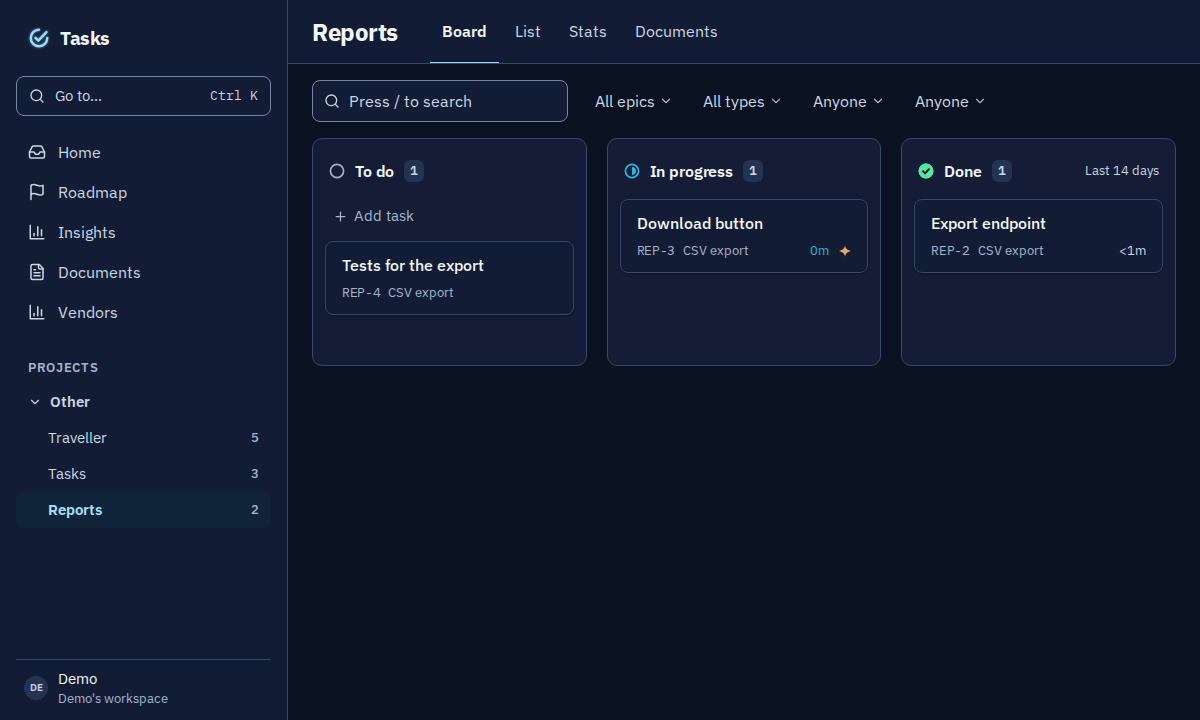 Tasks
Go to...
Ctrl K
Home
Roadmap
Insights
Documents
Vendors
PROJECTS
Other
Traveller 5
Tasks 3
Reports 2
DE
Demo
Demo's workspace
Reports
Board List Stats Documents
Press / to search
All epics All types Anyone Anyone
To do 1
Add task
Tests for the export
REP-4 CSV export
In progress 1
Download button
REP-3 CSV export 0m
Done 1 Last 14 days
Export endpoint
REP-2 CSV export <1m